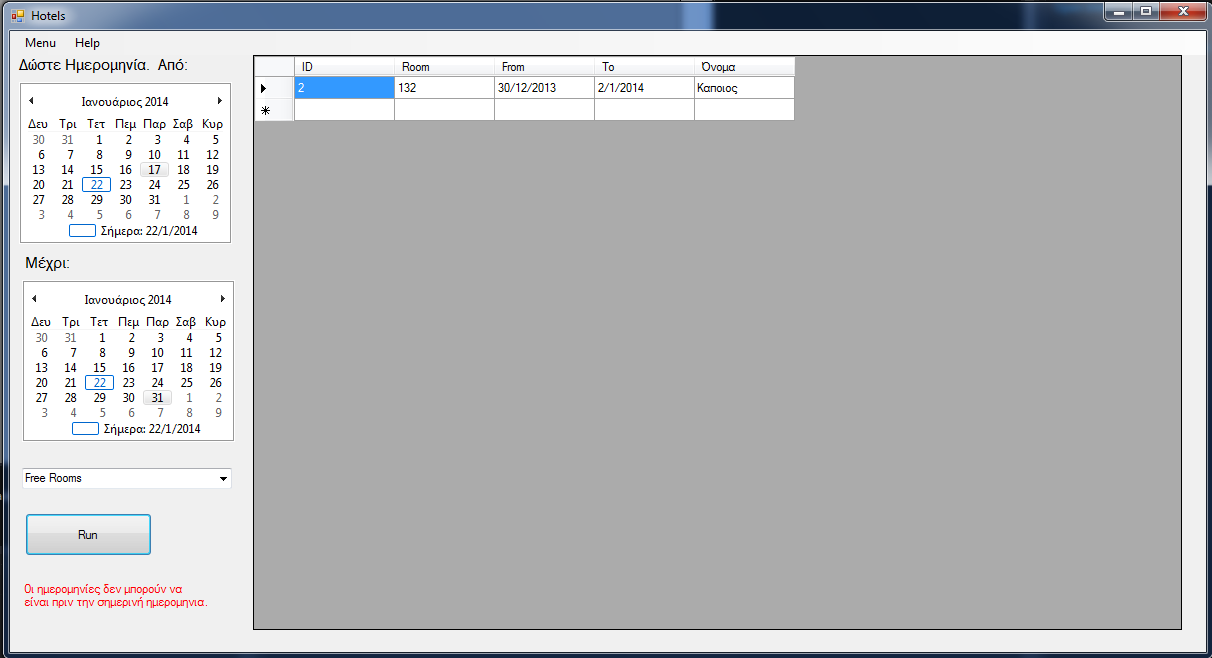 Hotels
Menu Help
Δώστε Ημερομηνία. Από:
Ιανουάριος 2014
Δευ Τρι Τετ Πεμ Παρ Σαβ Κυρ
30 31 1 2 3 4 5
6 7 8 9 10 11 12
13 14 15 16 17 18 19
20 21 22 23 24 25 26
27 28 29 30 31 1 2
3 4 5 6 7 8 9
Σήμερα: 22/1/2014
Μέχρι:
Ιανουάριος 2014
Δευ Τρι Τετ Πεμ Παρ Σαβ Κυρ
30 31 1 2 3 4 5
6 7 8 9 10 11 12
13 14 15 16 17 18 19
20 21 22 23 24 25 26
27 28 29 30 31 1 2
3 4 5 6 7 8 9
Σήμερα: 22/1/2014
Free Rooms
Run
Οι ημερομηνίες δεν μπορούν να
είναι πριν την σημερινή ημερομηνια.
ID Room From To Όνομα
2 132 30/12/2013 2/1/2014 Καποιος